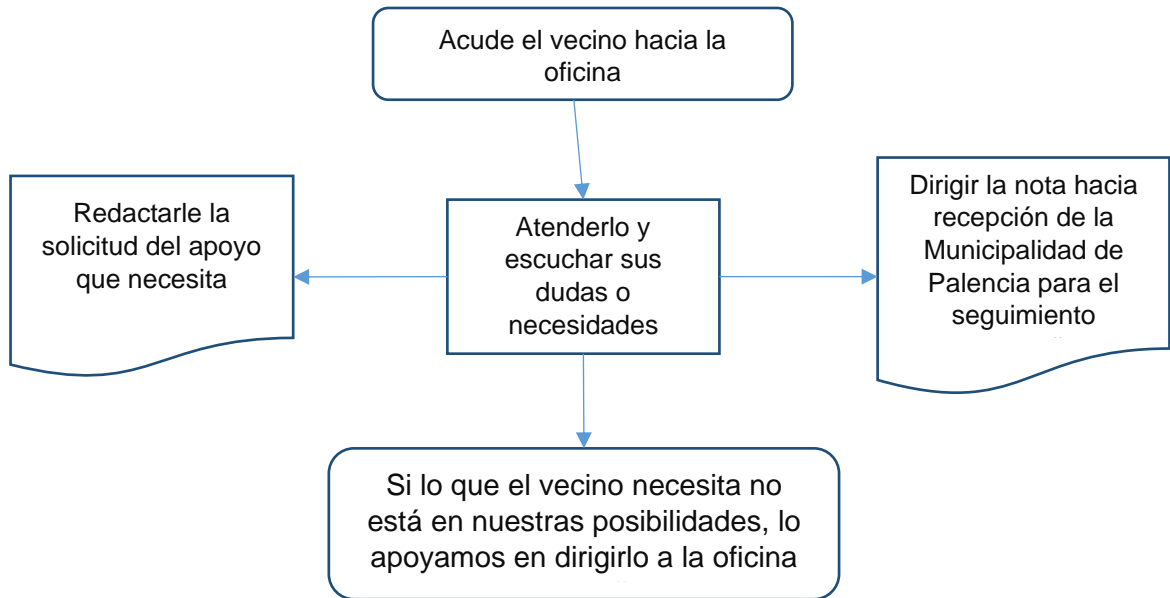 Acude el vecino hacia la
oficina
Redactarle la
solicitud del apoyo
que necesita
Atenderlo y
escuchar sus
dudas o
necesidades
Dirigir la nota hacia
recepción de la
Municipalidad de
Palencia para el
seguimiento
Si lo que el vecino necesita no
está en nuestras posibilidades, lo
apoyamos en dirigirlo a la oficina